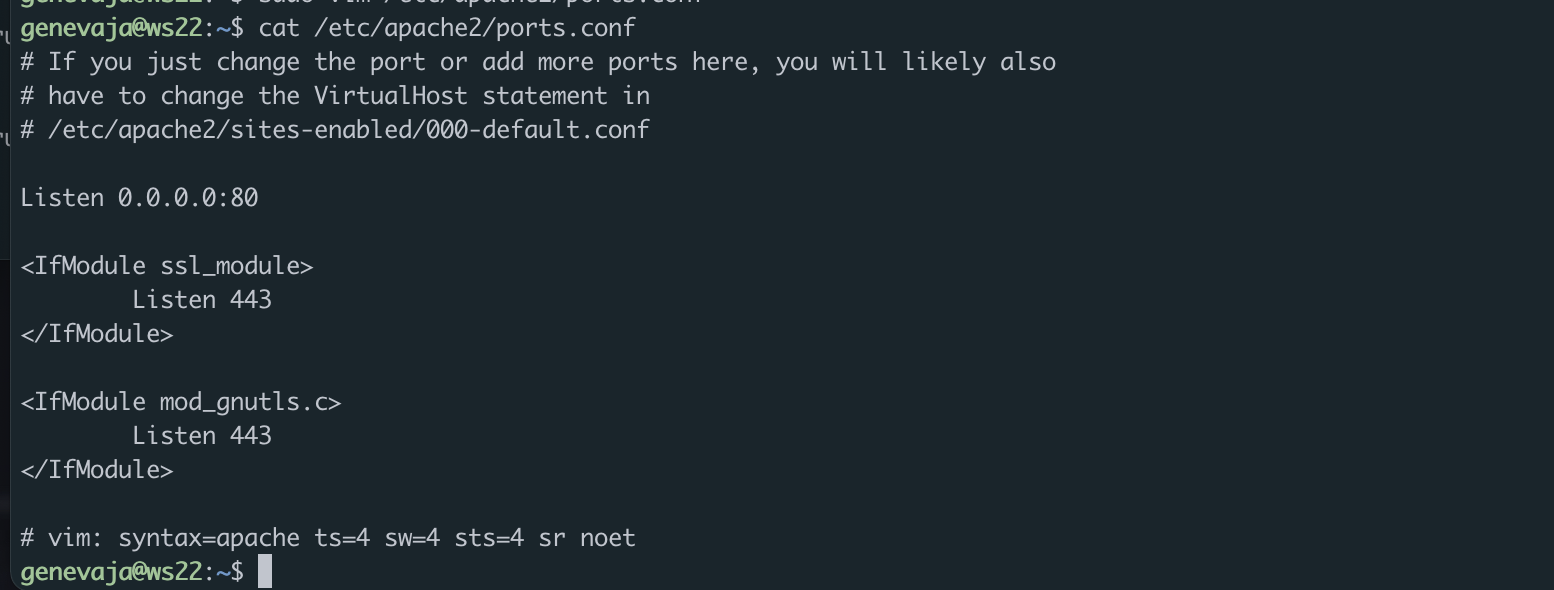 genevaja@ws22:~$ cat /etc/apache2/ports.conf
# If you just change the port or add more ports here, you will likely also
# have to change the VirtualHost statement in
# /etc/apache2/sites-enabled/000-default.conf
Listen 0.0.0.0:80
<IfModule ssl_module>
        Listen 443
</IfModule>
<IfModule mod_gnutls.c>
        Listen 443
</IfModule>
# vim: syntax=apache ts=4 sw=4 sts=4 sr noet
genevaja@ws22:~$